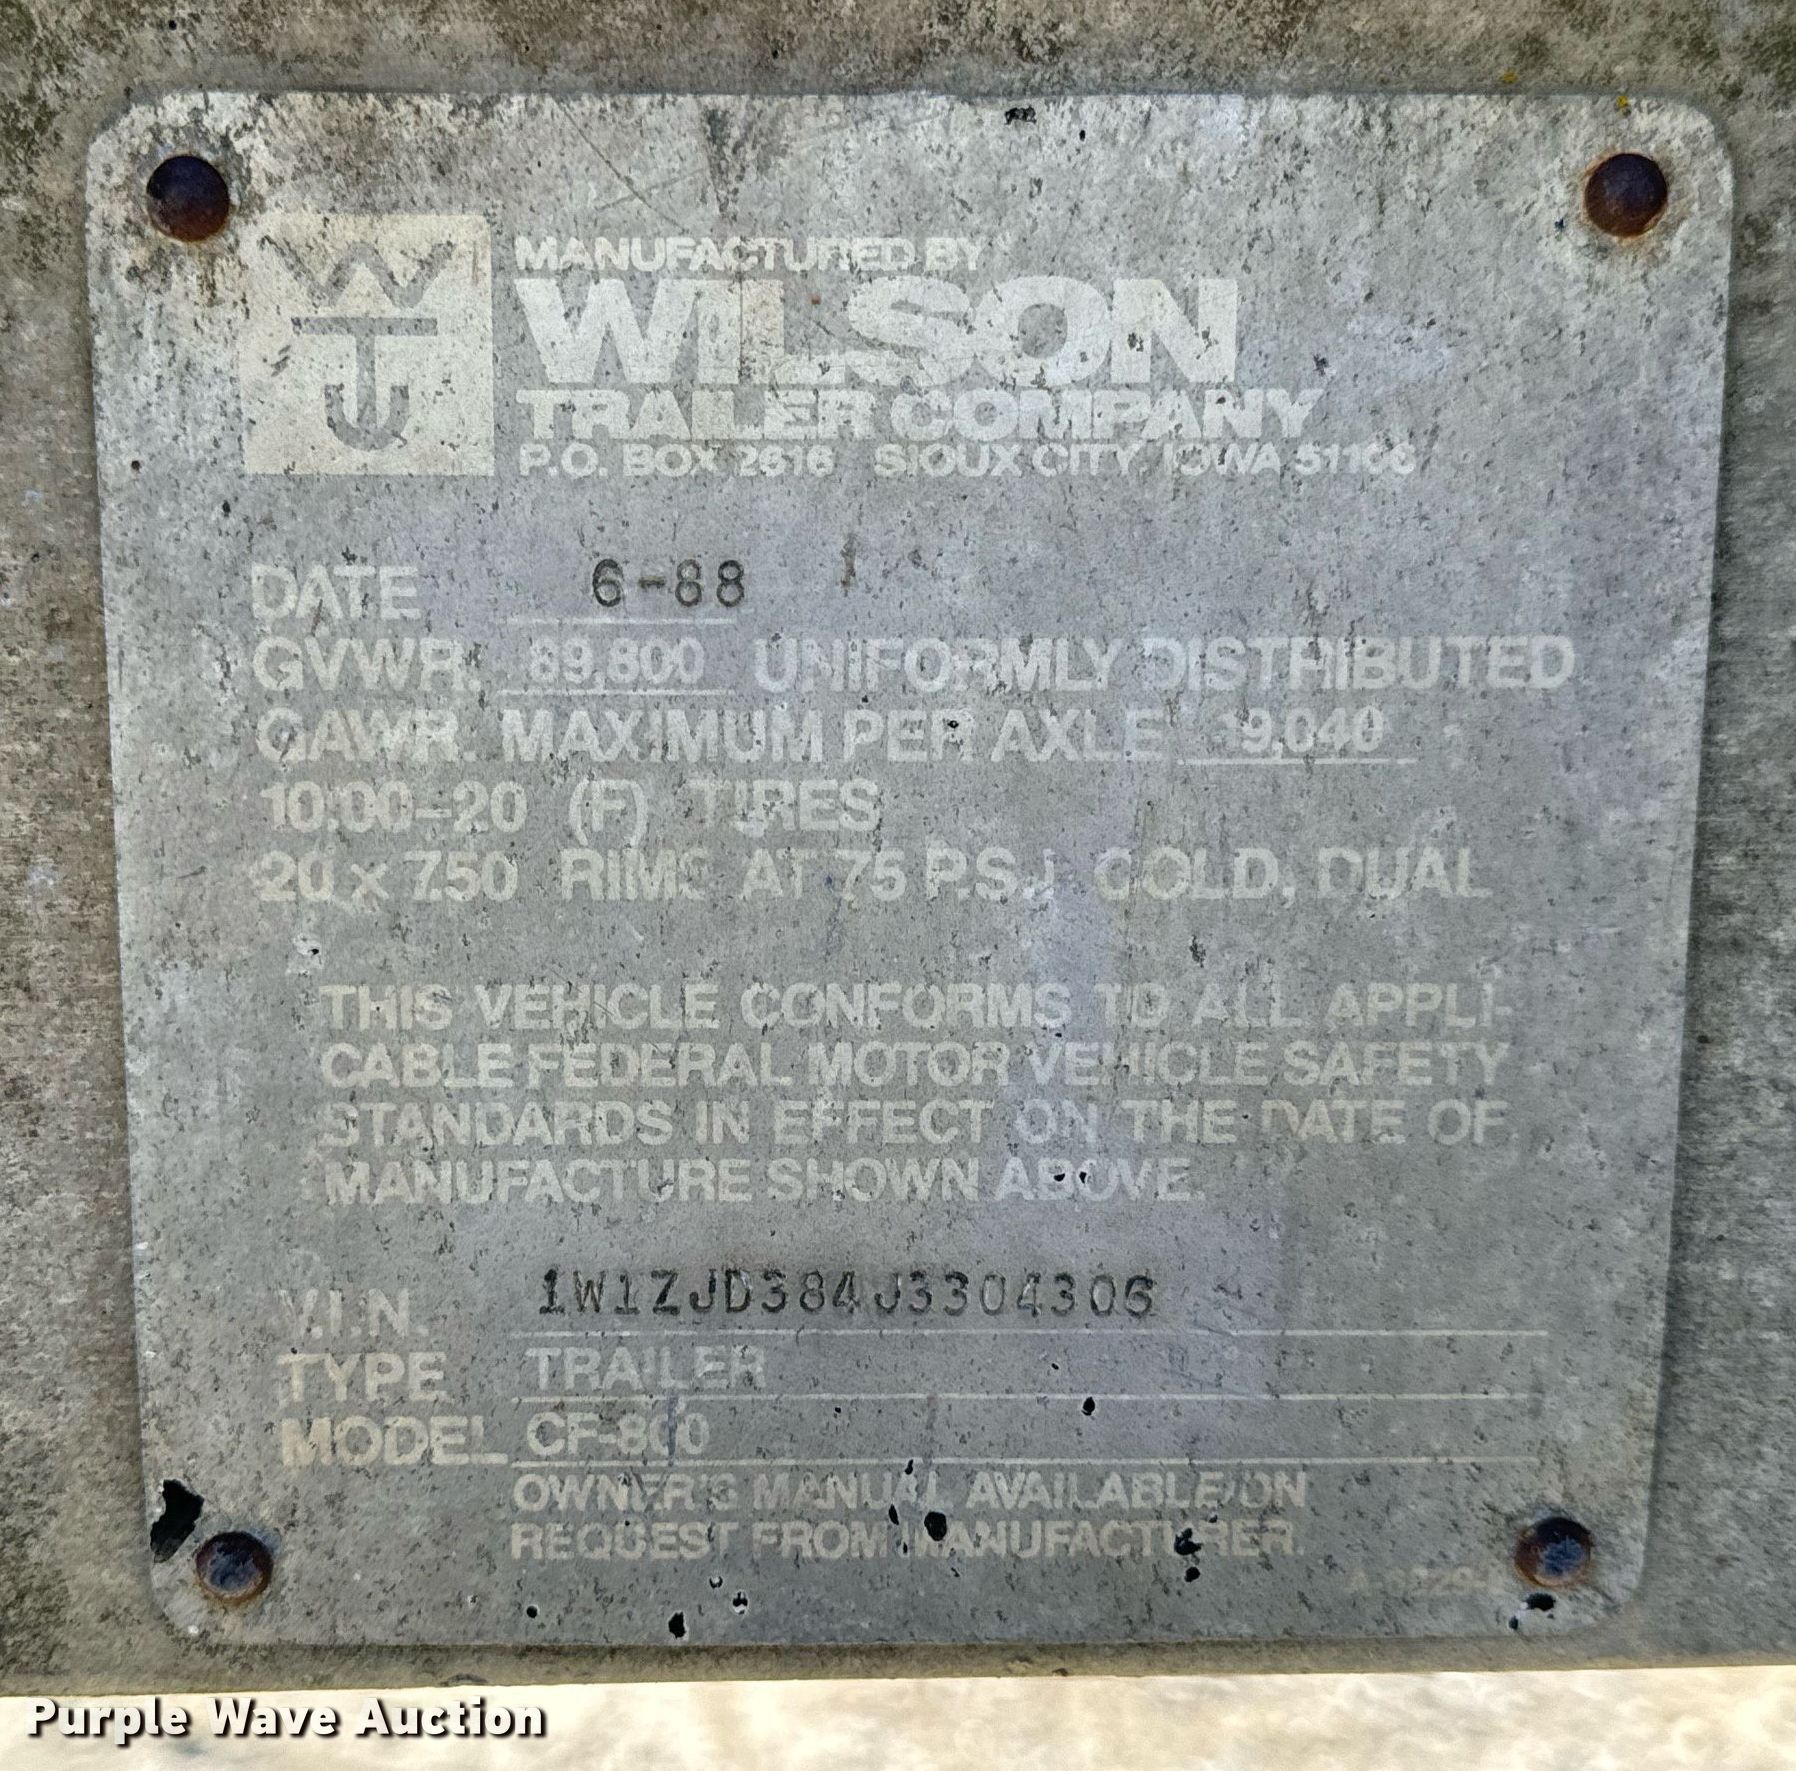 MANUFACTURED BY
WILSON
TRAILER COMPANY
P.O. BOX 2616 SIOUX CITY, IOWA 51106
DATE 6-88
GVWR. 89,800 UNIFORMLY DISTRIBUTED
GAWR. MAXIMUM PER AXLE 19,040
10:00-20 (F) TIRES
20 x 7.50 RIMS AT 75 P.S.I. COLD, DUAL
THIS VEHICLE CONFORMS TO ALL APPLI-
CABLE FEDERAL MOTOR VEHICLE SAFETY
STANDARDS IN EFFECT ON THE DATE OF
MANUFACTURE SHOWN ABOVE.
V.I.N. 1W1ZJD384J3304306
TYPE TRAILER
MODEL CF-800
OWNER'S MANUAL AVAILABLE ON
REQUEST FROM MANUFACTURER.
Purple Wave Auction